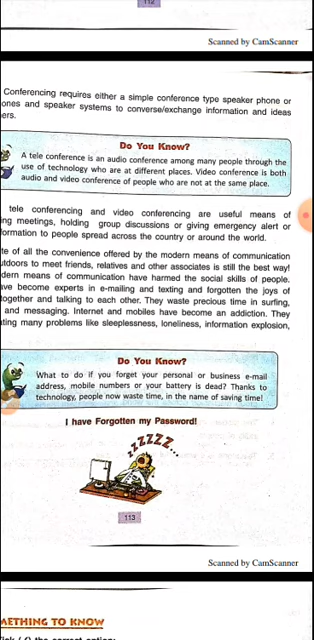 112
Scanned by CamScanner
Conferencing requires either a simple conference type speaker phone or
ones and speaker systems to converse/exchange information and ideas
ers.
Do You Know?
A tele conference is an audio conference among many people through the
use of technology who are at different places. Video conference is both
audio and video conference of people who are not at the same place.
tele conferencing and video conferencing are useful means of
ing meetings, holding group discussions or giving emergency alert or
formation to people spread across the country or around the world.
te of all the convenience offered by the modern means of communication
utdoors to meet friends, relatives and other associates is still the best way!
dern means of communication have harmed the social skills of people.
ave become experts in e-mailing and texting and forgotten the joys of
together and talking to each other. They waste precious time in surfing,
and messaging. Internet and mobiles have become an addiction. They
ating many problems like sleeplessness, loneliness, information explosion,
Do You Know?
What to do if you forget your personal or business e-mail
address, mobile numbers or your battery is dead? Thanks to
technology, people now waste time, in the name of saving time!
I have Forgotten my Password!
zzzzz...
113
Scanned by CamScanner
METHING TO KNOW
the correct option: